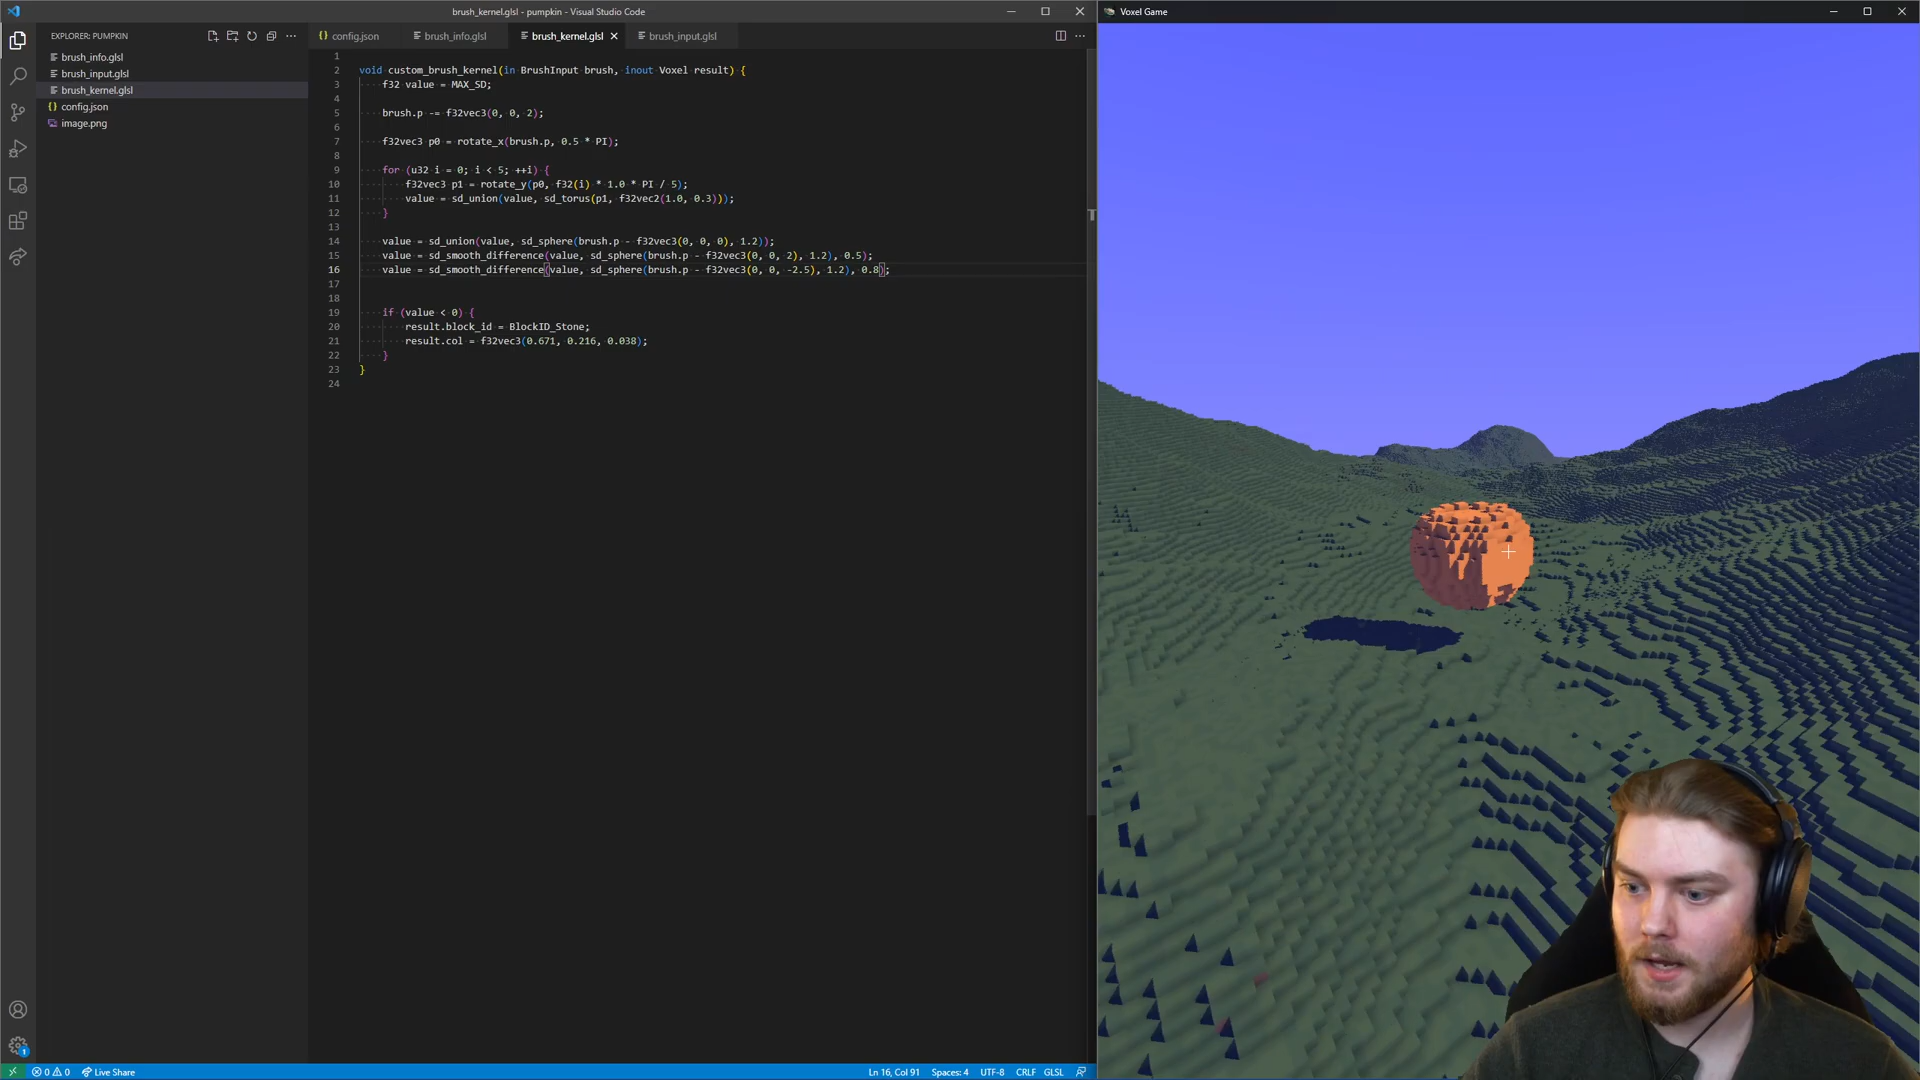 brush_kernel.glsl - pumpkin - Visual Studio Code
EXPLORER: PUMPKIN
brush_info.glsl
brush_input.glsl
brush_kernel.glsl
config.json
image.png
config.json
brush_info.glsl
brush_kernel.glsl
brush_input.glsl
1
2 void custom_brush_kernel(in BrushInput brush, inout Voxel result) {
3 f32 value = MAX_SD;
4
5 brush.p -= f32vec3(0, 0, 2);
6
7 f32vec3 p0 = rotate_x(brush.p, 0.5 * PI);
8
9 for (u32 i = 0; i < 5; ++i) {
10 f32vec3 p1 = rotate_y(p0, f32(i) * 1.0 * PI / 5);
11 value = sd_union(value, sd_torus(p1, f32vec2(1.0, 0.3)));
12 }
13
14 value = sd_union(value, sd_sphere(brush.p - f32vec3(0, 0, 0), 1.2));
15 value = sd_smooth_difference(value, sd_sphere(brush.p - f32vec3(0, 0, 2), 1.2), 0.5);
16 value = sd_smooth_difference(value, sd_sphere(brush.p - f32vec3(0, 0, -2.5), 1.2), 0.8);
17
18
19 if (value < 0) {
20 result.block_id = BlockID_Stone;
21 result.col = f32vec3(0.671, 0.216, 0.038);
22 }
23 }
24
1
0 0
Live Share
Ln 16, Col 91
Spaces: 4
UTF-8
CRLF
GLSL
Voxel Game